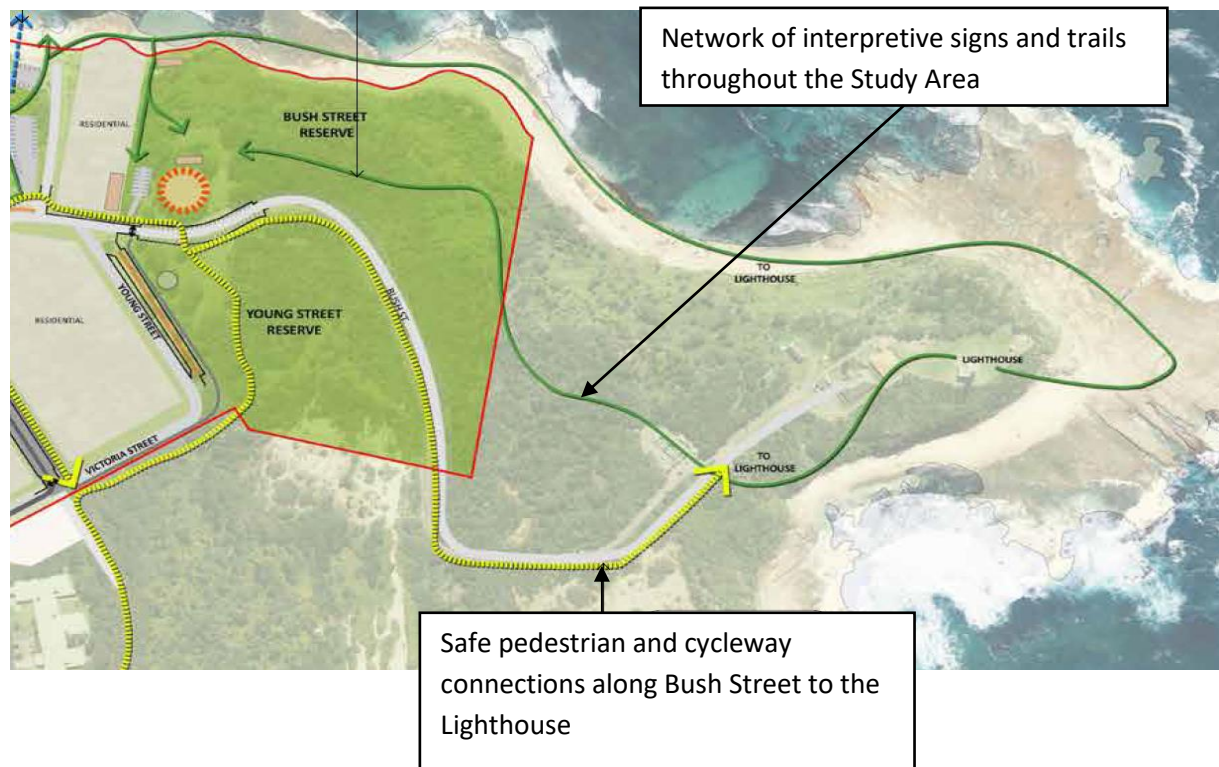 Network of interpretive signs and trails
throughout the Study Area
RESIDENTIAL
BUSH STREET
RESERVE
TO
LIGHTHOUSE
YOUNG STREET
RESIDENTIAL
YOUNG STREET
RESERVE
BUSH ST
LIGHTHOUSE
VICTORIA STREET
TO
LIGHTHOUSE
Safe pedestrian and cycleway
connections along Bush Street to the
Lighthouse